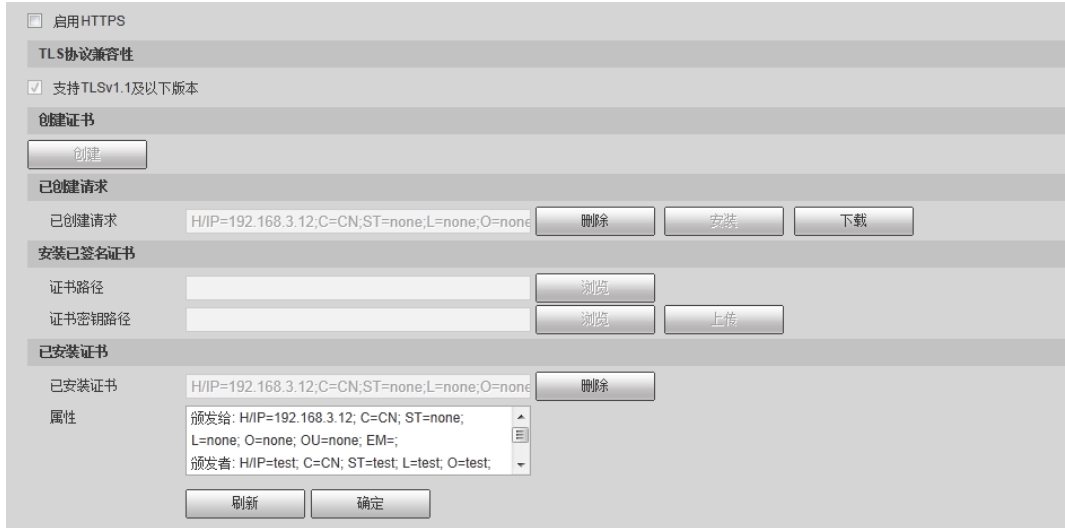 启用HTTPS
TLS协议兼容性
支持TLSv1.1及以下版本
创建证书
创建
已创建请求
已创建请求 H/IP=192.168.3.12;C=CN;ST=none;L=none;O=none 删除 安装 下载
安装已签名证书
证书路径 浏览
证书密钥路径 浏览 上传
已安装证书
已安装证书 H/IP=192.168.3.12;C=CN;ST=none;L=none;O=none 删除
属性 颁发给: H/IP=192.168.3.12; C=CN; ST=none;
L=none; O=none; OU=none; EM=;
颁发者: H/IP=test; C=CN; ST=test; L=test; O=test;
刷新 确定